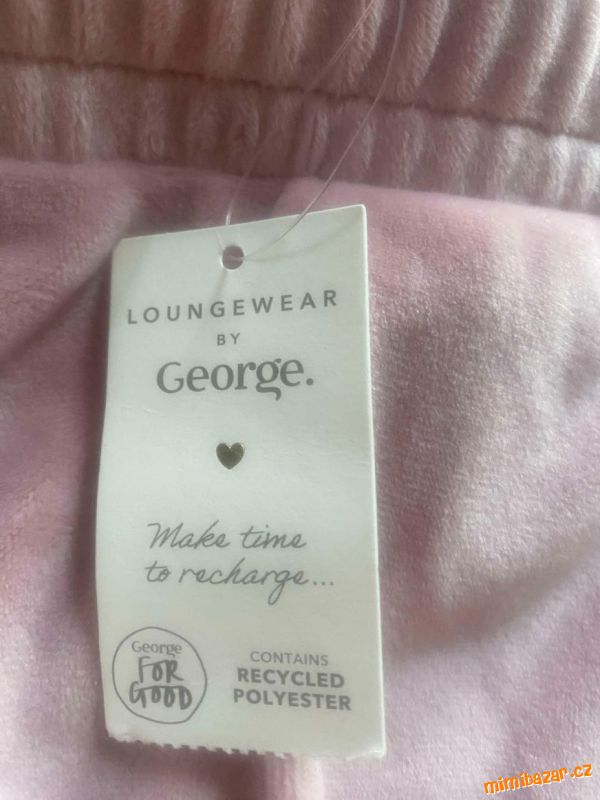 LOUNGEWEAR
BY
George.
Make time
to recharge...
George
FOR
GOOD
CONTAINS
RECYCLED
POLYESTER
mimibazar.cz